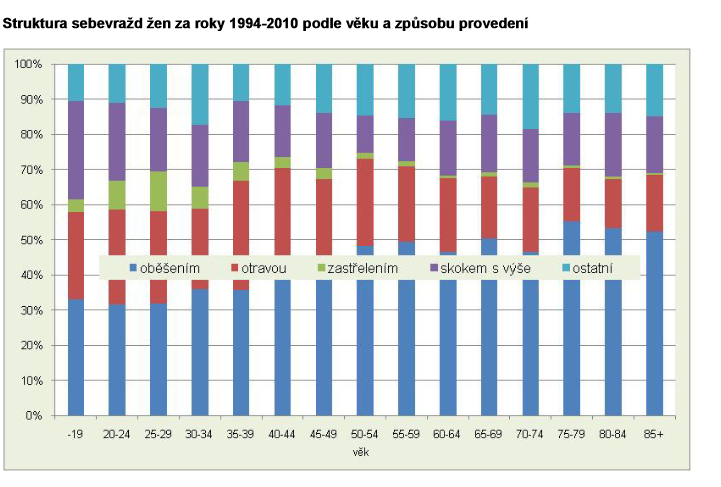 Struktura sebevražd žen za roky 1994-2010 podle věku a způsobu provedení
100%
90%
80%
70%
60%
50%
40%
30%
20%
10%
0%
oběšením otravou zastřelením skokem s výše ostatní
-19 20-24 25-29 30-34 35-39 40-44 45-49 50-54 55-59 60-64 65-69 70-74 75-79 80-84 85+
věk